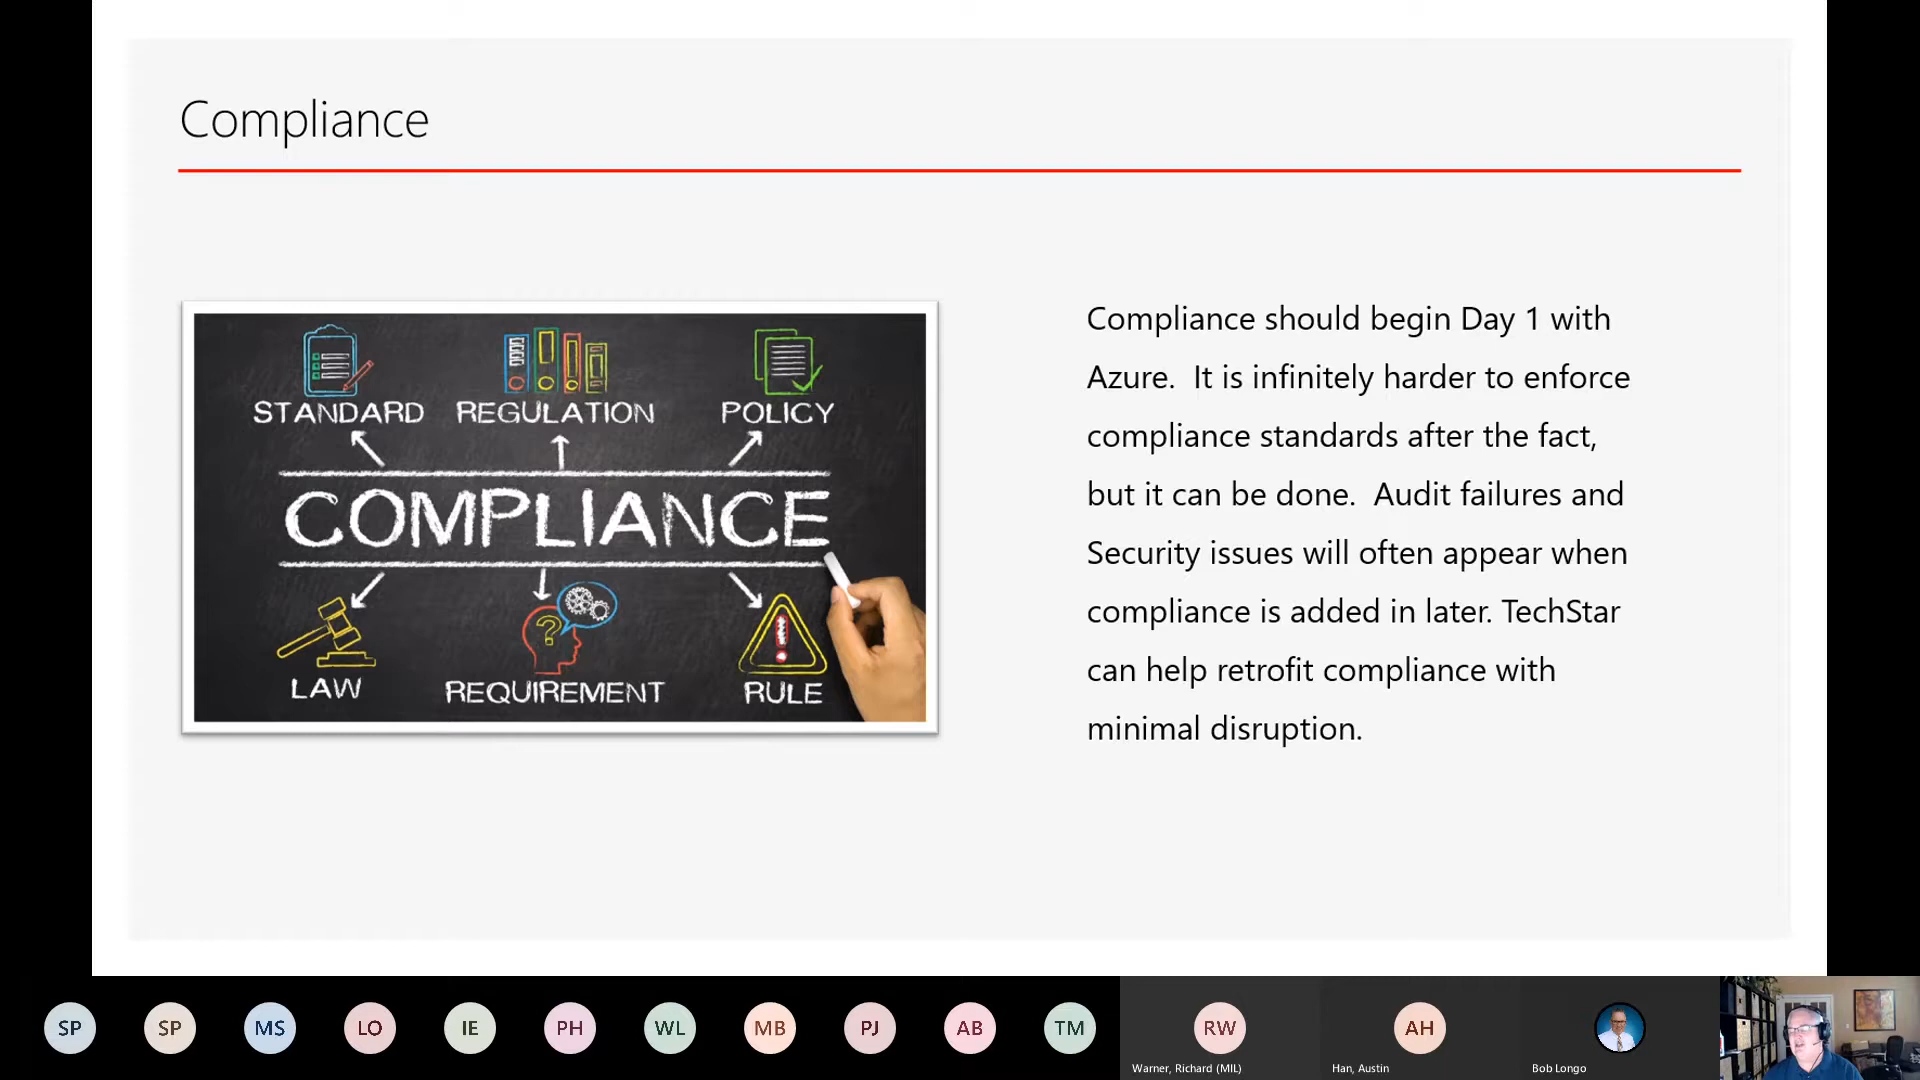 Compliance
STANDARD REGULATION POLICY
COMPLIANCE
LAW REQUIREMENT RULE
Compliance should begin Day 1 with
Azure.  It is infinitely harder to enforce
compliance standards after the fact,
but it can be done.  Audit failures and
Security issues will often appear when
compliance is added in later. TechStar
can help retrofit compliance with
minimal disruption.
SP SP MS LO IE PH WL MB PJ AB TM RW AH
Warner, Richard (MIL) Han, Austin Bob Longo